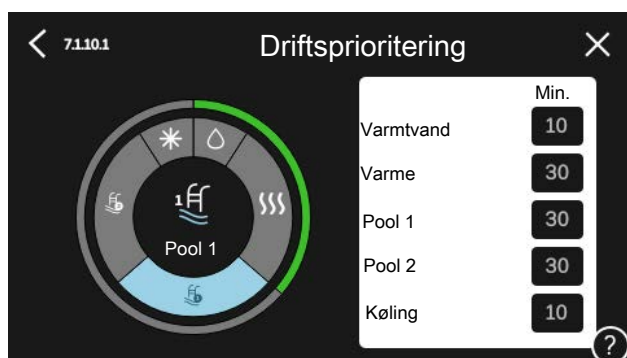 7.1.10.1
Driftsprioritering
Min.
Varmtvand 10
Varme 30
Pool 1 30
Pool 2 30
Køling 10
1
Pool 1
?